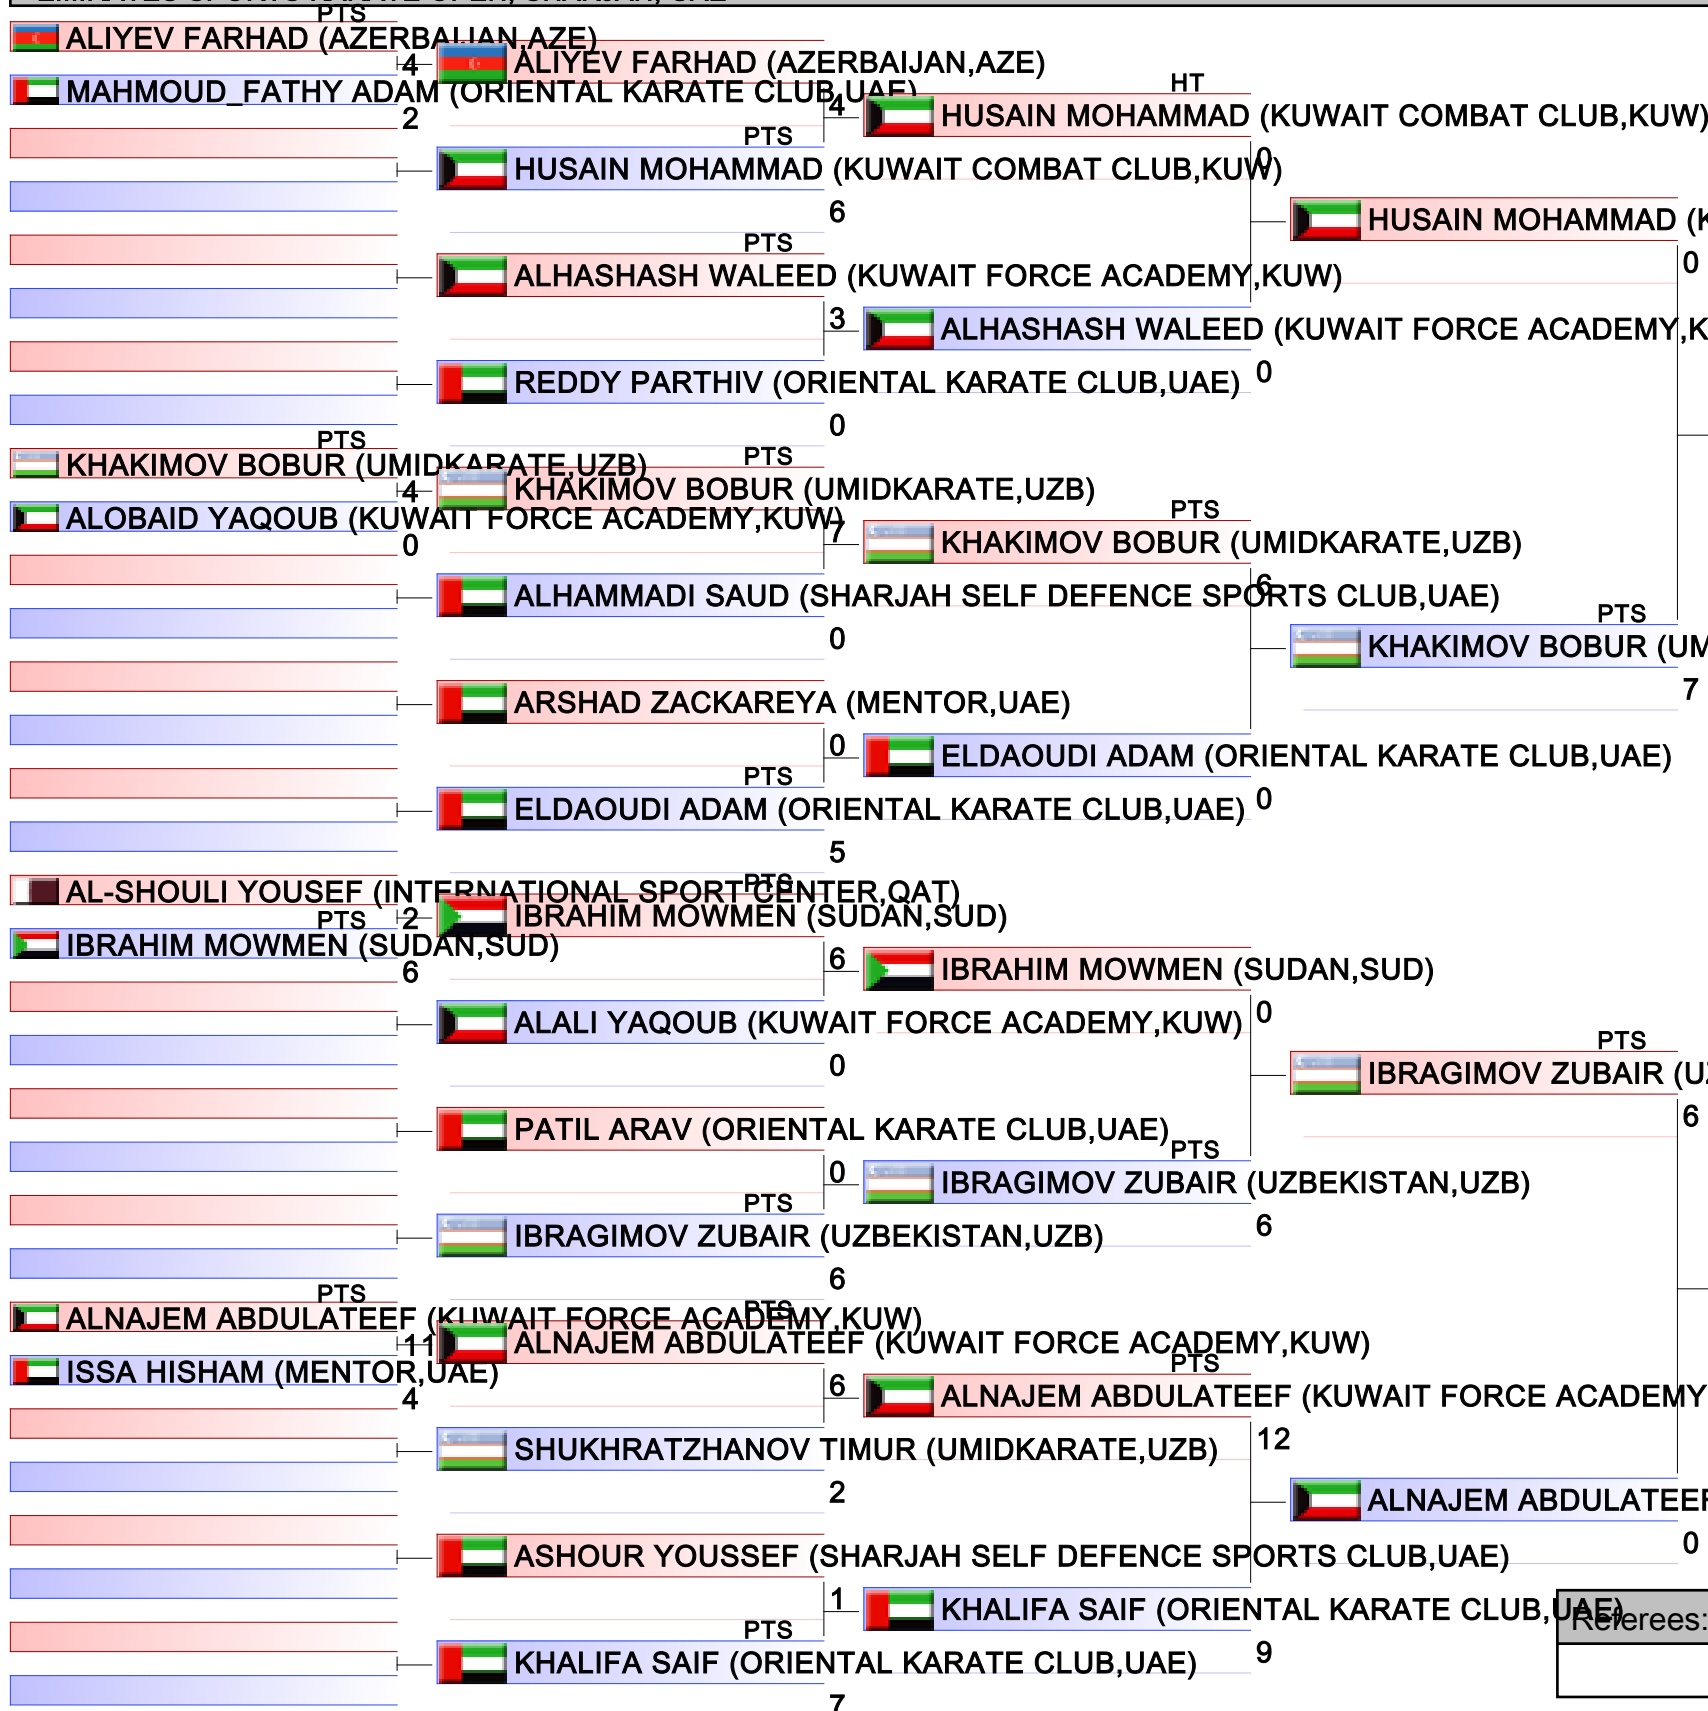 EMIRATES SPORTS KARATE OPEN, SHARJAH, UAE
PTS
ALIYEV FARHAD (AZERBAIJAN,AZE)
4
MAHMOUD_FATHY ADAM (ORIENTAL KARATE CLUB,UAE)
2
PTS
KHAKIMOV BOBUR (UMIDKARATE,UZB)
4
ALOBAID YAQOUB (KUWAIT FORCE ACADEMY,KUW)
0
AL-SHOULI YOUSEF (INTERNATIONAL SPORT CENTER,QAT)
2
PTS
IBRAHIM MOWMEN (SUDAN,SUD)
6
PTS
ALNAJEM ABDULATEEF (KUWAIT FORCE ACADEMY,KUW)
11
ISSA HISHAM (MENTOR,UAE)
4
ALIYEV FARHAD (AZERBAIJAN,AZE)
4
PTS
HUSAIN MOHAMMAD (KUWAIT COMBAT CLUB,KUW)
6
PTS
ALHASHASH WALEED (KUWAIT FORCE ACADEMY,KUW)
3
REDDY PARTHIV (ORIENTAL KARATE CLUB,UAE)
0
PTS
KHAKIMOV BOBUR (UMIDKARATE,UZB)
7
ALHAMMADI SAUD (SHARJAH SELF DEFENCE SPORTS CLUB,UAE)
0
ARSHAD ZACKAREYA (MENTOR,UAE)
0
PTS
ELDAOUDI ADAM (ORIENTAL KARATE CLUB,UAE)
5
PTS
IBRAHIM MOWMEN (SUDAN,SUD)
6
ALALI YAQOUB (KUWAIT FORCE ACADEMY,KUW)
0
PATIL ARAV (ORIENTAL KARATE CLUB,UAE)
0
PTS
IBRAGIMOV ZUBAIR (UZBEKISTAN,UZB)
6
PTS
ALNAJEM ABDULATEEF (KUWAIT FORCE ACADEMY,KUW)
6
SHUKHRATZHANOV TIMUR (UMIDKARATE,UZB)
2
ASHOUR YOUSSEF (SHARJAH SELF DEFENCE SPORTS CLUB,UAE)
1
PTS
KHALIFA SAIF (ORIENTAL KARATE CLUB,UAE)
7
HT
HUSAIN MOHAMMAD (KUWAIT COMBAT CLUB,KUW)
0
ALHASHASH WALEED (KUWAIT FORCE ACADEMY,K
0
PTS
KHAKIMOV BOBUR (UMIDKARATE,UZB)
6
ELDAOUDI ADAM (ORIENTAL KARATE CLUB,UAE)
0
IBRAHIM MOWMEN (SUDAN,SUD)
0
PTS
IBRAGIMOV ZUBAIR (UZBEKISTAN,UZB)
6
PTS
ALNAJEM ABDULATEEF (KUWAIT FORCE ACADEMY
12
KHALIFA SAIF (ORIENTAL KARATE CLUB,UAE)
9
HUSAIN MOHAMMAD (K
0
PTS
KHAKIMOV BOBUR (UM
7
PTS
IBRAGIMOV ZUBAIR (UZ
6
ALNAJEM ABDULATEEF
0
Referees: